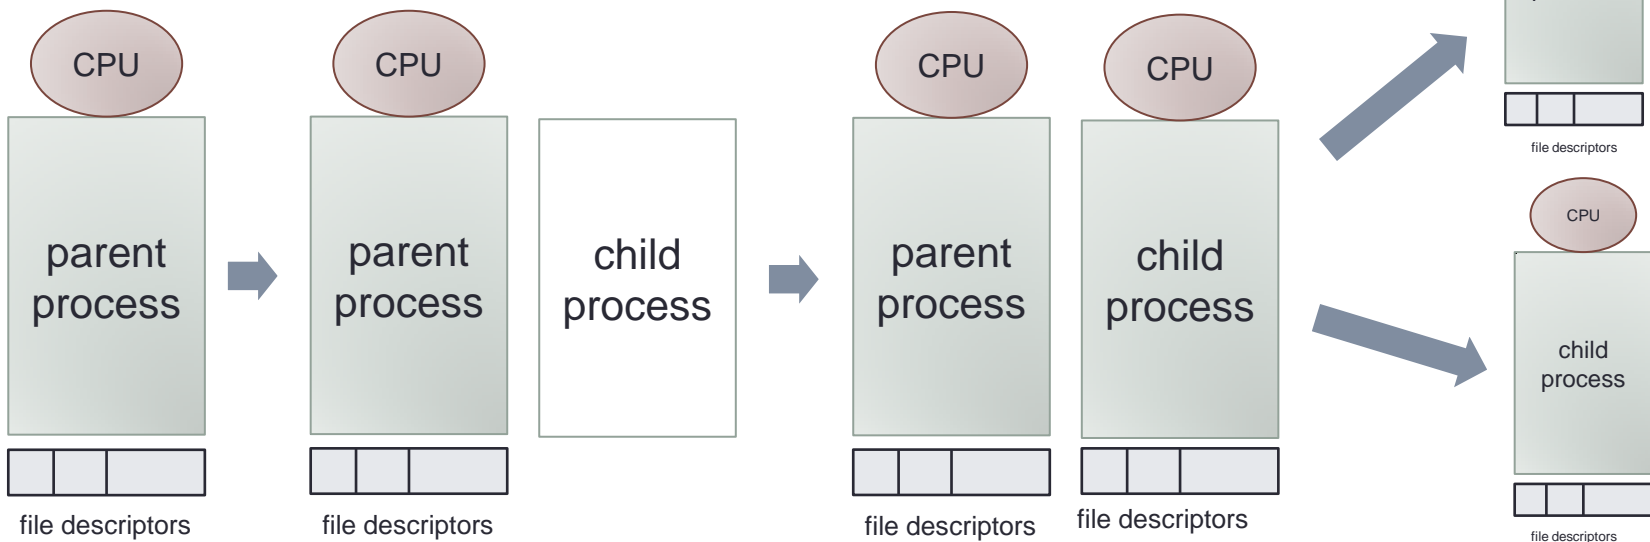 CPU
parent
process
file descriptors
CPU
parent
process
file descriptors
child
process
CPU
parent
process
file descriptors
CPU
child
process
file descriptors
file descriptors
CPU
child
process
file descriptors